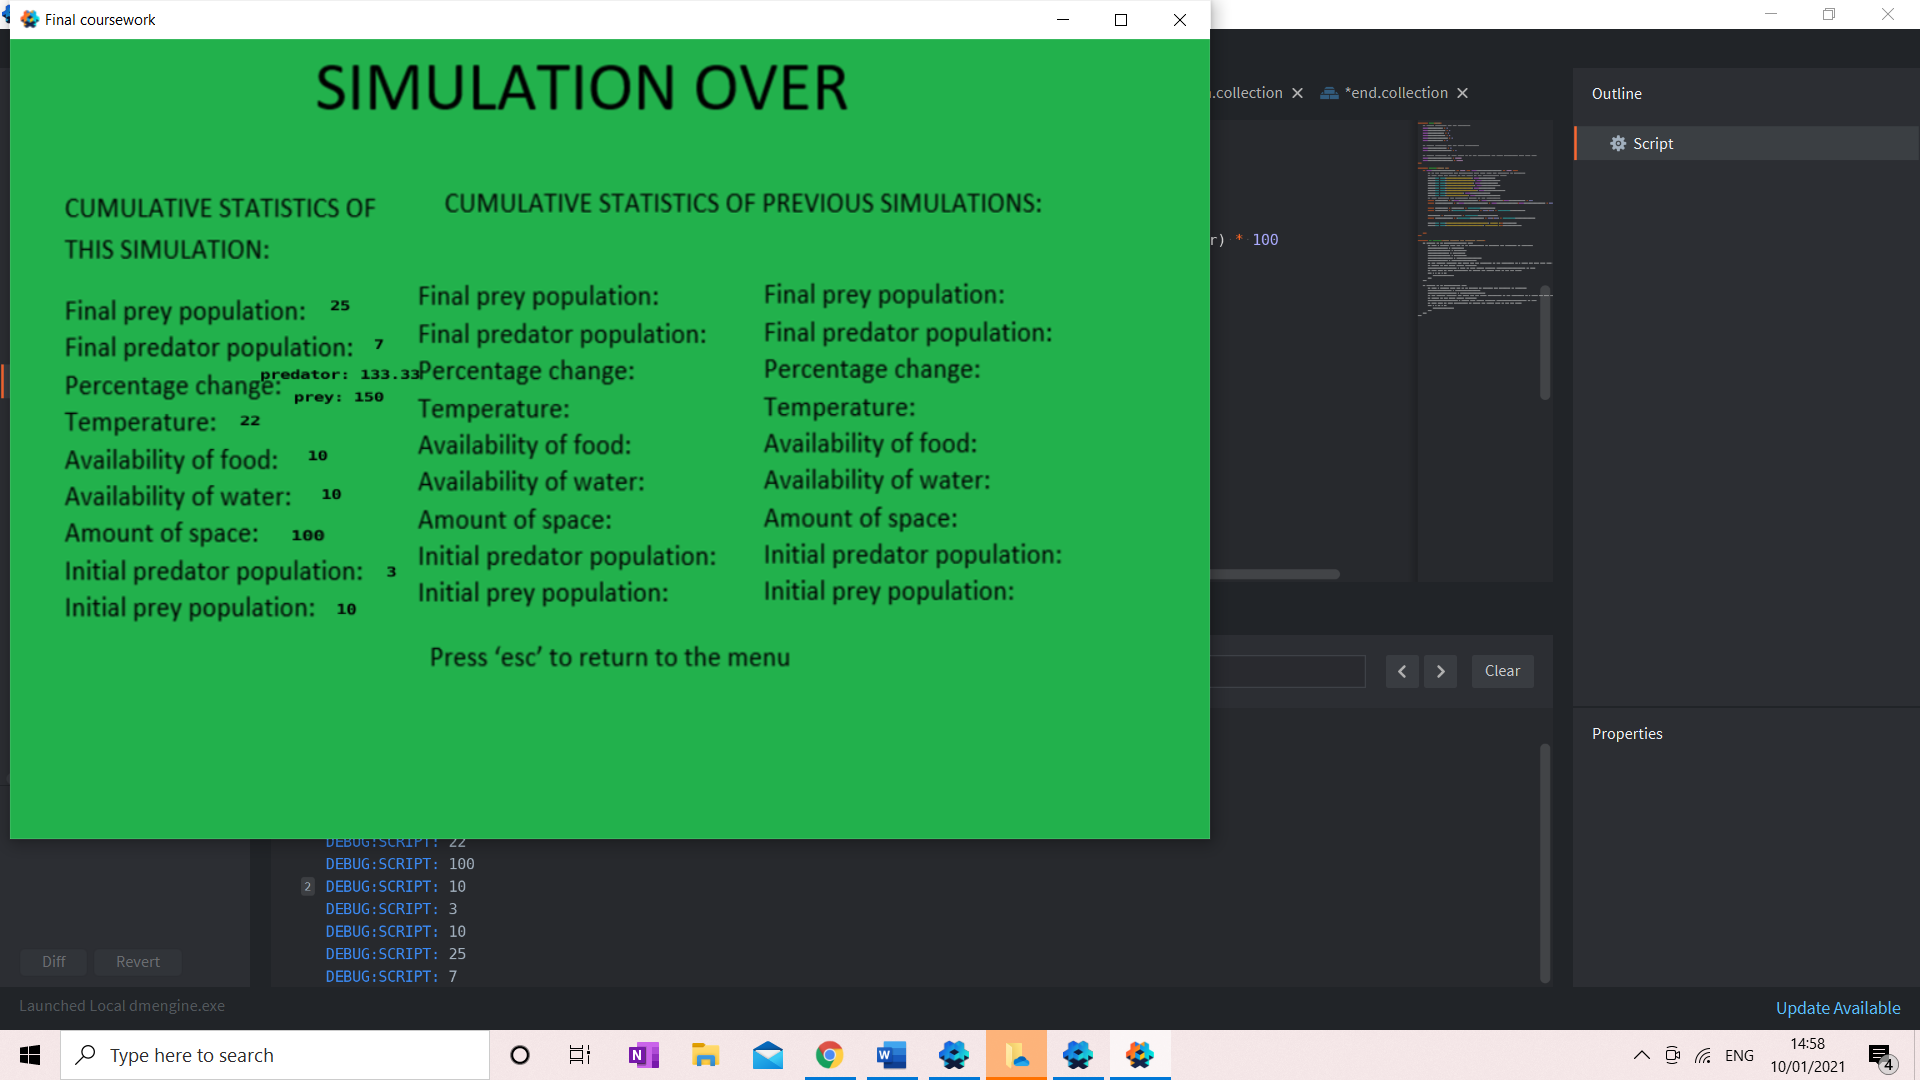 Final coursework
SIMULATION OVER
CUMULATIVE STATISTICS OF
THIS SIMULATION:
Final prey population: 25
Final predator population: 7
Percentage change: predator: 133.33
prey: 150
Temperature: 22
Availability of food: 10
Availability of water: 10
Amount of space: 100
Initial predator population: 3
Initial prey population: 10
CUMULATIVE STATISTICS OF PREVIOUS SIMULATIONS:
Final prey population:
Final predator population:
Percentage change:
Temperature:
Availability of food:
Availability of water:
Amount of space:
Initial predator population:
Initial prey population:
Final prey population:
Final predator population:
Percentage change:
Temperature:
Availability of food:
Availability of water:
Amount of space:
Initial predator population:
Initial prey population:
Press ‘esc’ to return to the menu
.collection *end.collection
r) * 100
Outline
Script
Clear
Properties
DEBUG:SCRIPT: 22
DEBUG:SCRIPT: 100
2 DEBUG:SCRIPT: 10
DEBUG:SCRIPT: 3
DEBUG:SCRIPT: 10
DEBUG:SCRIPT: 25
DEBUG:SCRIPT: 7
Diff Revert
Launched Local dmengine.exe
Update Available
Type here to search
ENG
14:58
10/01/2021
4